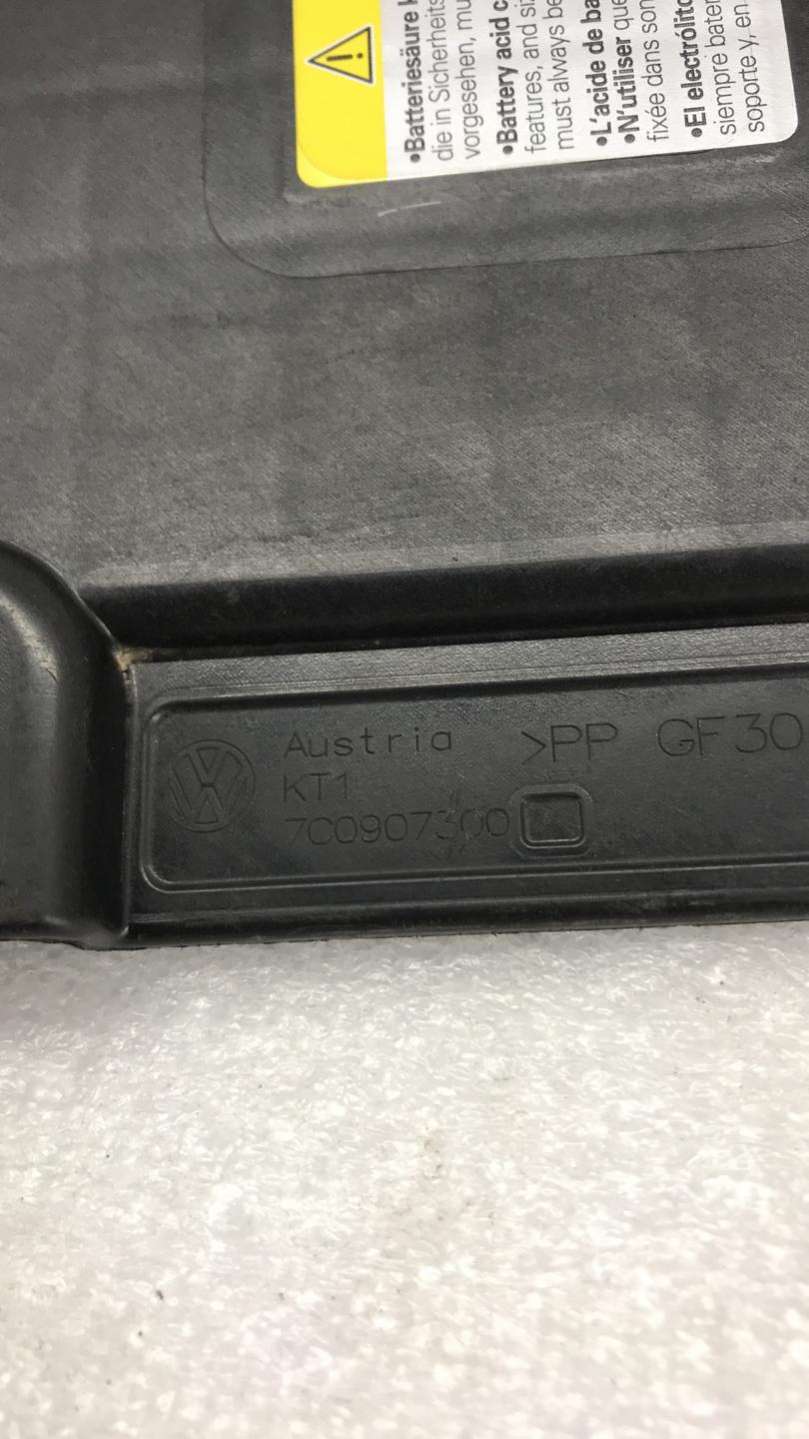 •Batteriesäure
die in Sicherheits
vorgesehen, mu
•Battery acid c
features, and si
must always be
•L'acide de ba
•N'utiliser que
fixée dans son
•El electrólito
siempre bater
soporte y, en
Austria >PP GF30
KT1
7C0907300